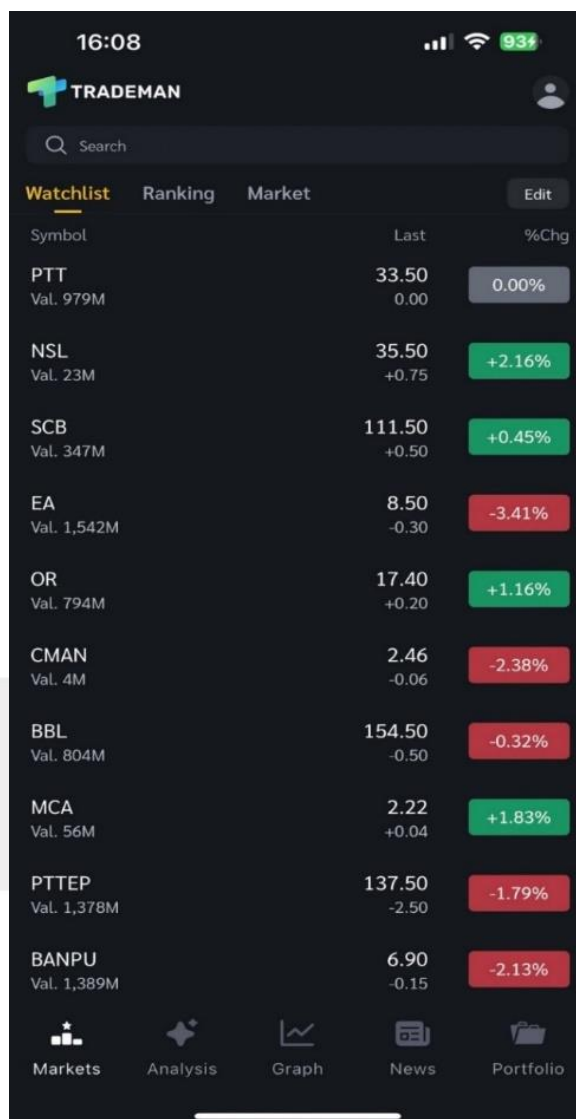 16:08
93
TRADEMAN
Search
Watchlist Ranking Market Edit
Symbol Last %Chg
PTT 33.50 0.00%
Val. 979M 0.00
NSL 35.50 +2.16%
Val. 23M +0.75
SCB 111.50 +0.45%
Val. 347M +0.50
EA 8.50 -3.41%
Val. 1,542M -0.30
OR 17.40 +1.16%
Val. 794M +0.20
CMAN 2.46 -2.38%
Val. 4M -0.06
BBL 154.50 -0.32%
Val. 804M -0.50
MCA 2.22 +1.83%
Val. 56M +0.04
PTTEP 137.50 -1.79%
Val. 1,378M -2.50
BANPU 6.90 -2.13%
Val. 1,389M -0.15
Markets Analysis Graph News Portfolio